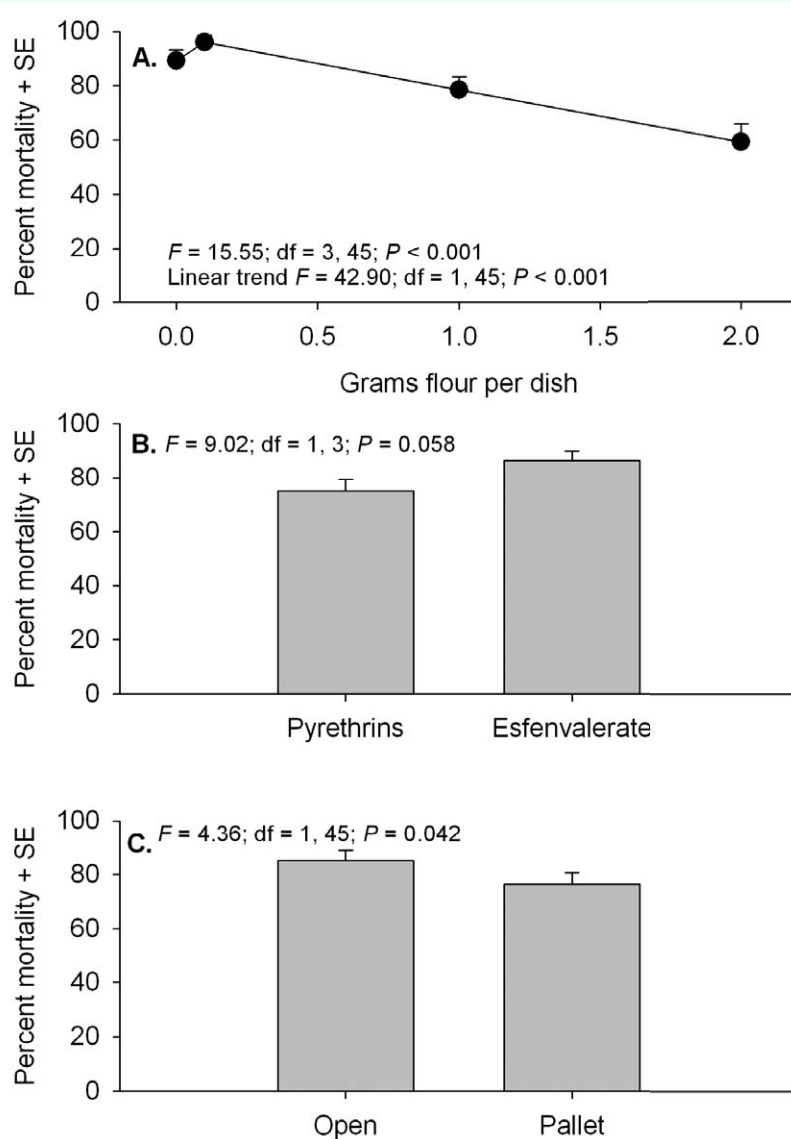 Percent mortality + SE
100
80
60
40
20
0
A.
F = 15.55; df = 3, 45; P < 0.001
Linear trend F = 42.90; df = 1, 45; P < 0.001
0.0 0.5 1.0 1.5 2.0
Grams flour per dish
Percent mortality + SE
100
80
60
40
20
0
B. F = 9.02; df = 1, 3; P = 0.058
Pyrethrins Esfenvalerate
Percent mortality + SE
100
80
60
40
20
0
C. F = 4.36; df = 1, 45; P = 0.042
Open Pallet